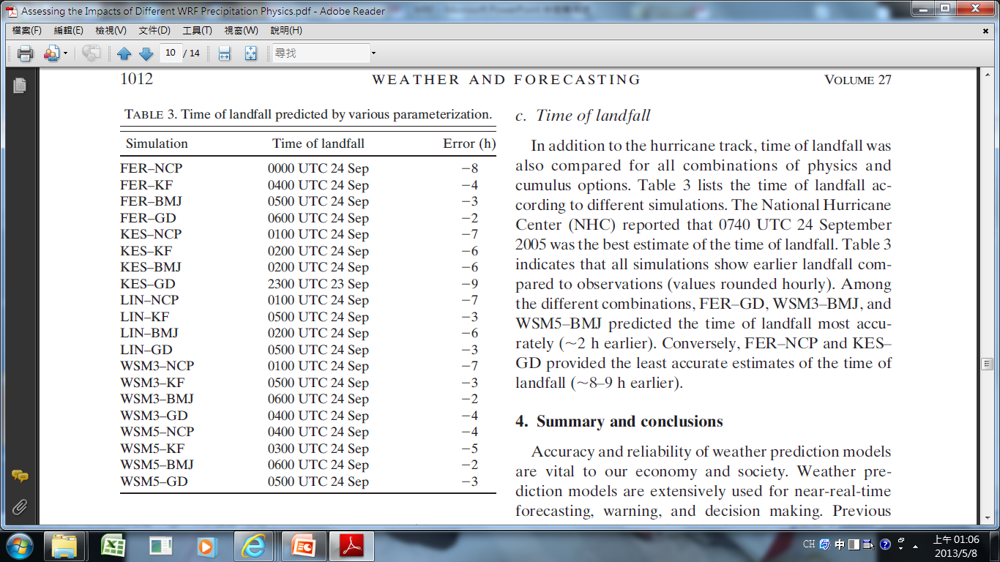 Assessing the Impacts of Different WRF Precipitation Physics.pdf - Adobe Reader
檔案(F) 編輯(E) 檢視(V) 文件(D) 工具(T) 視窗(W) 說明(H)
10 / 14 尋找
1012 WEATHER AND FORECASTING VOLUME 27
TABLE 3. Time of landfall predicted by various parameterization.
Simulation Time of landfall Error (h)
FER–NCP 0000 UTC 24 Sep −8
FER–KF 0400 UTC 24 Sep −4
FER–BMJ 0500 UTC 24 Sep −3
FER–GD 0600 UTC 24 Sep −2
KES–NCP 0100 UTC 24 Sep −7
KES–KF 0200 UTC 24 Sep −6
KES–BMJ 0200 UTC 24 Sep −6
KES–GD 2300 UTC 23 Sep −9
LIN–NCP 0100 UTC 24 Sep −7
LIN–KF 0500 UTC 24 Sep −3
LIN–BMJ 0200 UTC 24 Sep −6
LIN–GD 0500 UTC 24 Sep −3
WSM3–NCP 0100 UTC 24 Sep −7
WSM3–KF 0500 UTC 24 Sep −3
WSM3–BMJ 0600 UTC 24 Sep −2
WSM3–GD 0400 UTC 24 Sep −4
WSM5–NCP 0400 UTC 24 Sep −4
WSM5–KF 0300 UTC 24 Sep −5
WSM5–BMJ 0600 UTC 24 Sep −2
WSM5–GD 0500 UTC 24 Sep −3
c. Time of landfall
In addition to the hurricane track, time of landfall was
also compared for all combinations of physics and
cumulus options. Table 3 lists the time of landfall ac-
cording to different simulations. The National Hurricane
Center (NHC) reported that 0740 UTC 24 September
2005 was the best estimate of the time of landfall. Table 3
indicates that all simulations show earlier landfall com-
pared to observations (values rounded hourly). Among
the different combinations, FER–GD, WSM3–BMJ, and
WSM5–BMJ predicted the time of landfall most accu-
rately (~2 h earlier). Conversely, FER–NCP and KES–
GD provided the least accurate estimates of the time of
landfall (~8–9 h earlier).
4. Summary and conclusions
Accuracy and reliability of weather prediction models
are vital to our economy and society. Weather pre-
diction models are extensively used for near-real-time
forecasting, warning, and decision making. Previous
CH 中 上午 01:06
2013/5/8